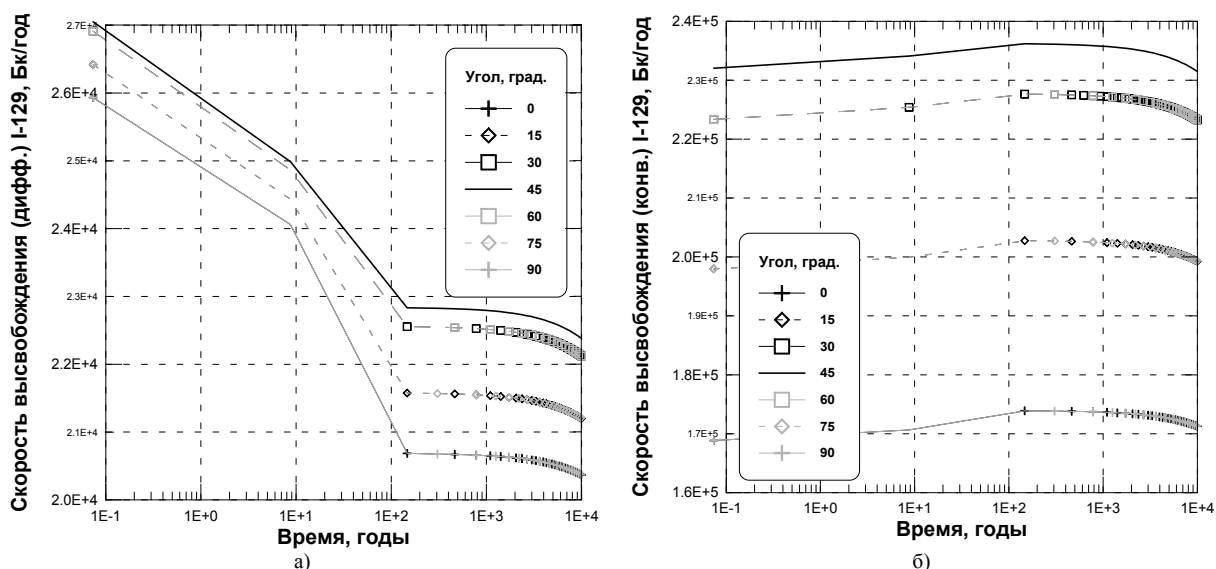 Скорость высвобождения (дифф.) I-129, Бк/год
2.7E+4
2.6E+4
2.5E+4
2.4E+4
2.3E+4
2.2E+4
2.1E+4
2.0E+4
1E-1 1E+0 1E+1 1E+2 1E+3 1E+4
Время, годы
а)
Угол, град.
0
15
30
45
60
75
90
Скорость высвобождения (конв.) I-129, Бк/год
2.4E+5
2.3E+5
2.2E+5
2.1E+5
2.0E+5
1.9E+5
1.8E+5
1.7E+5
1.6E+5
1E-1 1E+0 1E+1 1E+2 1E+3 1E+4
Время, годы
б)
Угол, град.
0
15
30
45
60
75
90